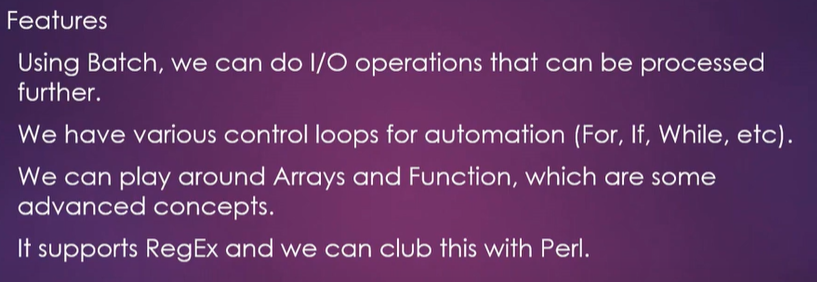 Features
Using Batch, we can do I/O operations that can be processed
further.
We have various control loops for automation (For, If, While, etc).
We can play around Arrays and Function, which are some
advanced concepts.
It supports RegEx and we can club this with Perl.